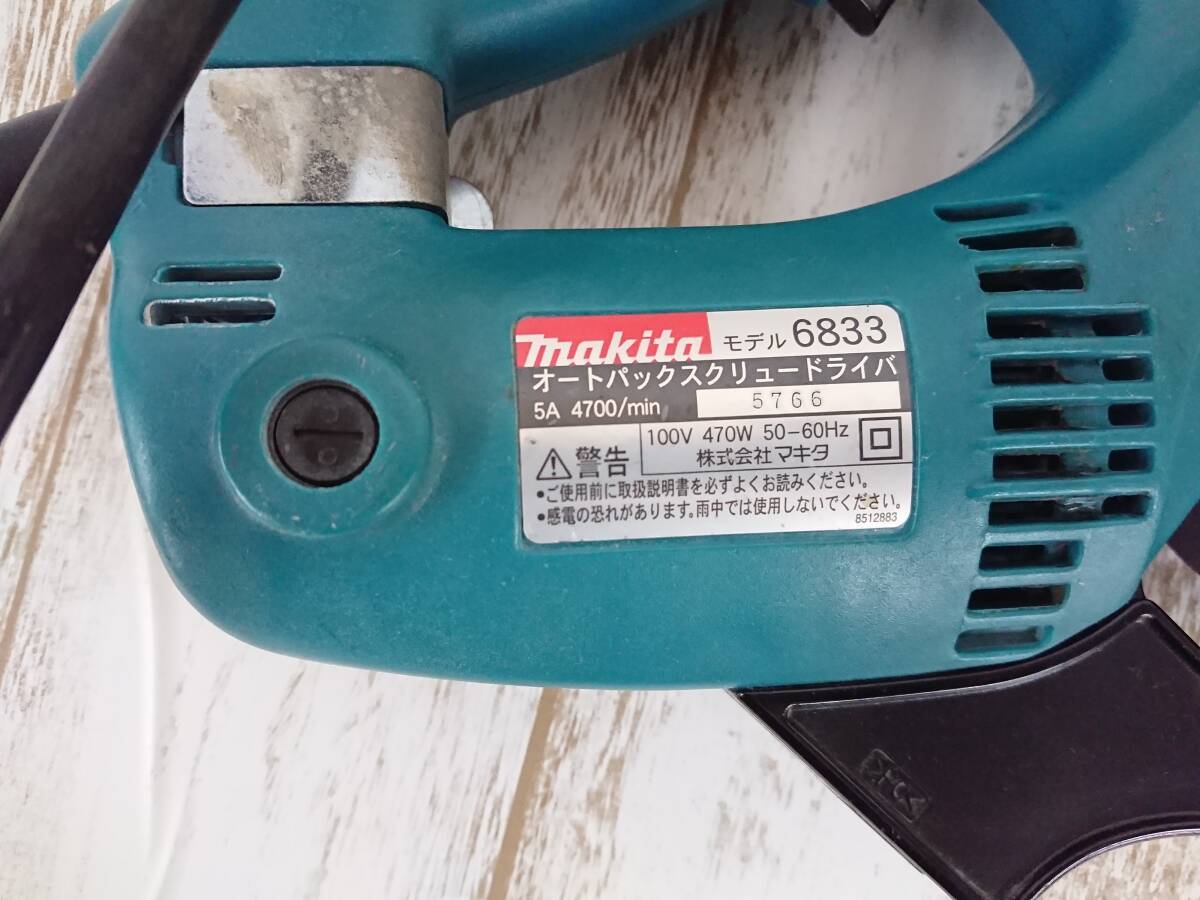 makita モデル 6833
オートパックスクリュードライバ
5A 4700/min 5766
100V 470W 50-60Hz
株式会社 マキタ
警告
•ご使用前に取扱説明書を必ずよくお読みください。
•感電の恐れがあります。雨中では使用しないでください。
8512883
>PC<